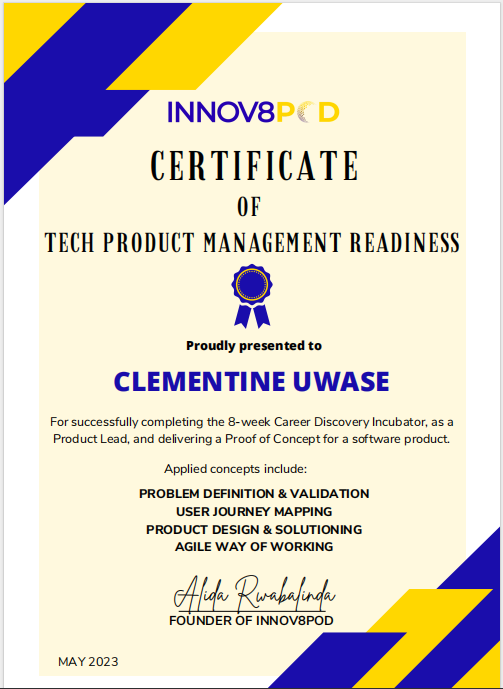 INNOV8POD
CERTIFICATE
OF
TECH PRODUCT MANAGEMENT READINESS
Proudly presented to
CLEMENTINE UWASE
For successfully completing the 8-week Career Discovery Incubator, as a
Product Lead, and delivering a Proof of Concept for a software product.
Applied concepts include:
PROBLEM DEFINITION & VALIDATION
USER JOURNEY MAPPING
PRODUCT DESIGN & SOLUTIONING
AGILE WAY OF WORKING
Alida Rwabalinda
FOUNDER OF INNOV8POD
MAY 2023